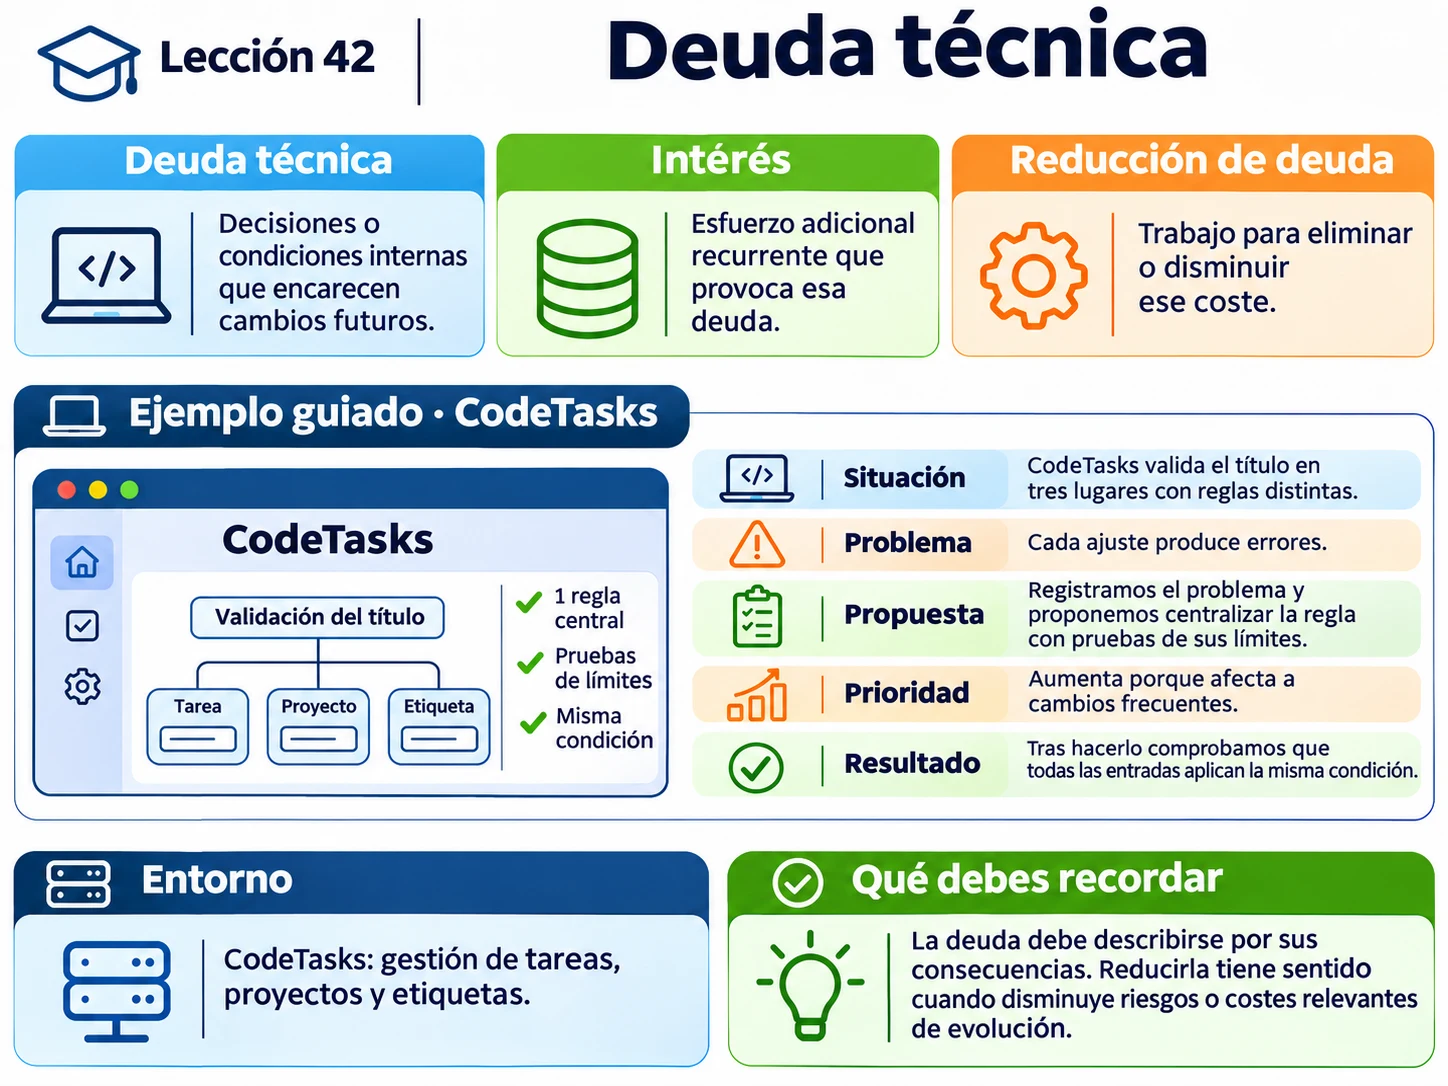 Lección 42
Deuda técnica
Deuda técnica
Decisiones o
condiciones internas
que encarecen
cambios futuros.
Intérés
Esfuerzo adicional
recurrente que
provoca esa
deuda.
Reducción de deuda
Trabajo para eliminar
o disminuir
ese coste.
Ejemplo guiado · CodeTasks
CodeTasks
Validación del título
Tarea
Proyecto
Etiqueta
1 regla
central
Pruebas
de límites
Misma
condición
Situación
CodeTasks valida el título en
tres lugares con reglas distintas.
Problema
Cada ajuste produce errores.
Propuesta
Registramos el problema y
proponemos centralizar la regla
con pruebas de sus límites.
Prioridad
Aumenta porque afecta a
cambios frecuentes.
Resultado
Tras hacerlo comprobamos que
todas las entradas aplican la misma condición.
Entorno
CodeTasks: gestión de tareas,
proyectos y etiquetas.
Qué debes recordar
La deuda debe describirse por sus
consecuencias. Reducirla tiene sentido
cuando disminuye riesgos o costes relevantes
de evolución.